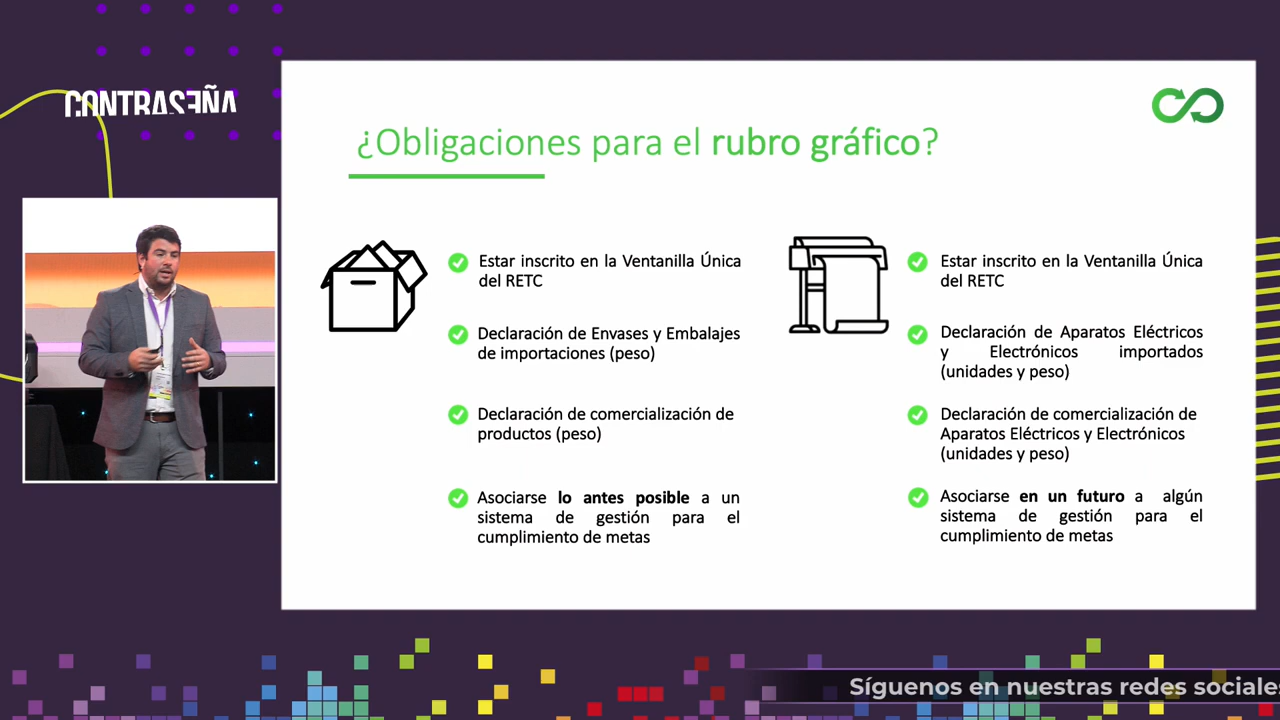 CONTRASEÑA
¿Obligaciones para el rubro gráfico?
Estar inscrito en la Ventanilla Única
del RETC
Declaración de Envases y Embalajes
de importaciones (peso)
Declaración de comercialización de
productos (peso)
Asociarse lo antes posible a un
sistema de gestión para el
cumplimiento de metas
Estar inscrito en la Ventanilla Única
del RETC
Declaración de Aparatos Eléctricos
y Electrónicos importados
(unidades y peso)
Declaración de comercialización de
Aparatos Eléctricos y Electrónicos
(unidades y peso)
Asociarse en un futuro a algún
sistema de gestión para el
cumplimiento de metas
Síguenos en nuestras redes sociales